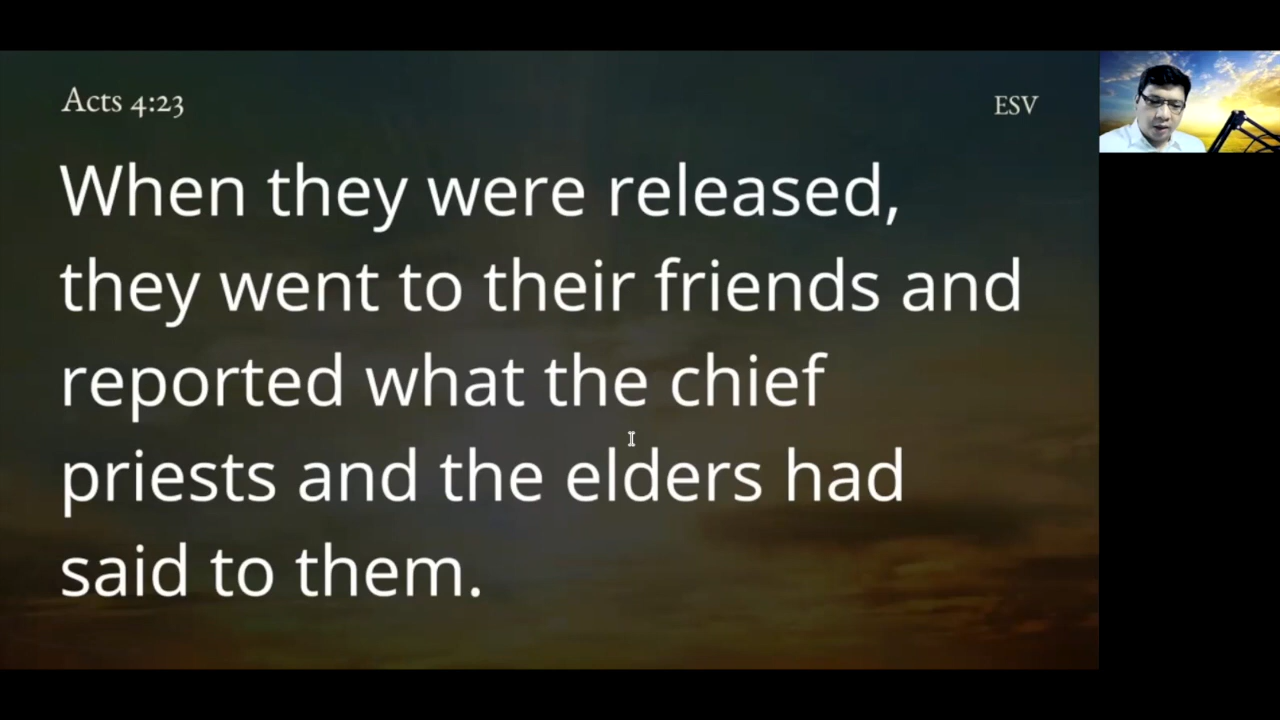 Acts 4:23
ESV
When they were released,
they went to their friends and
reported what the chief
priests and the elders had
said to them.